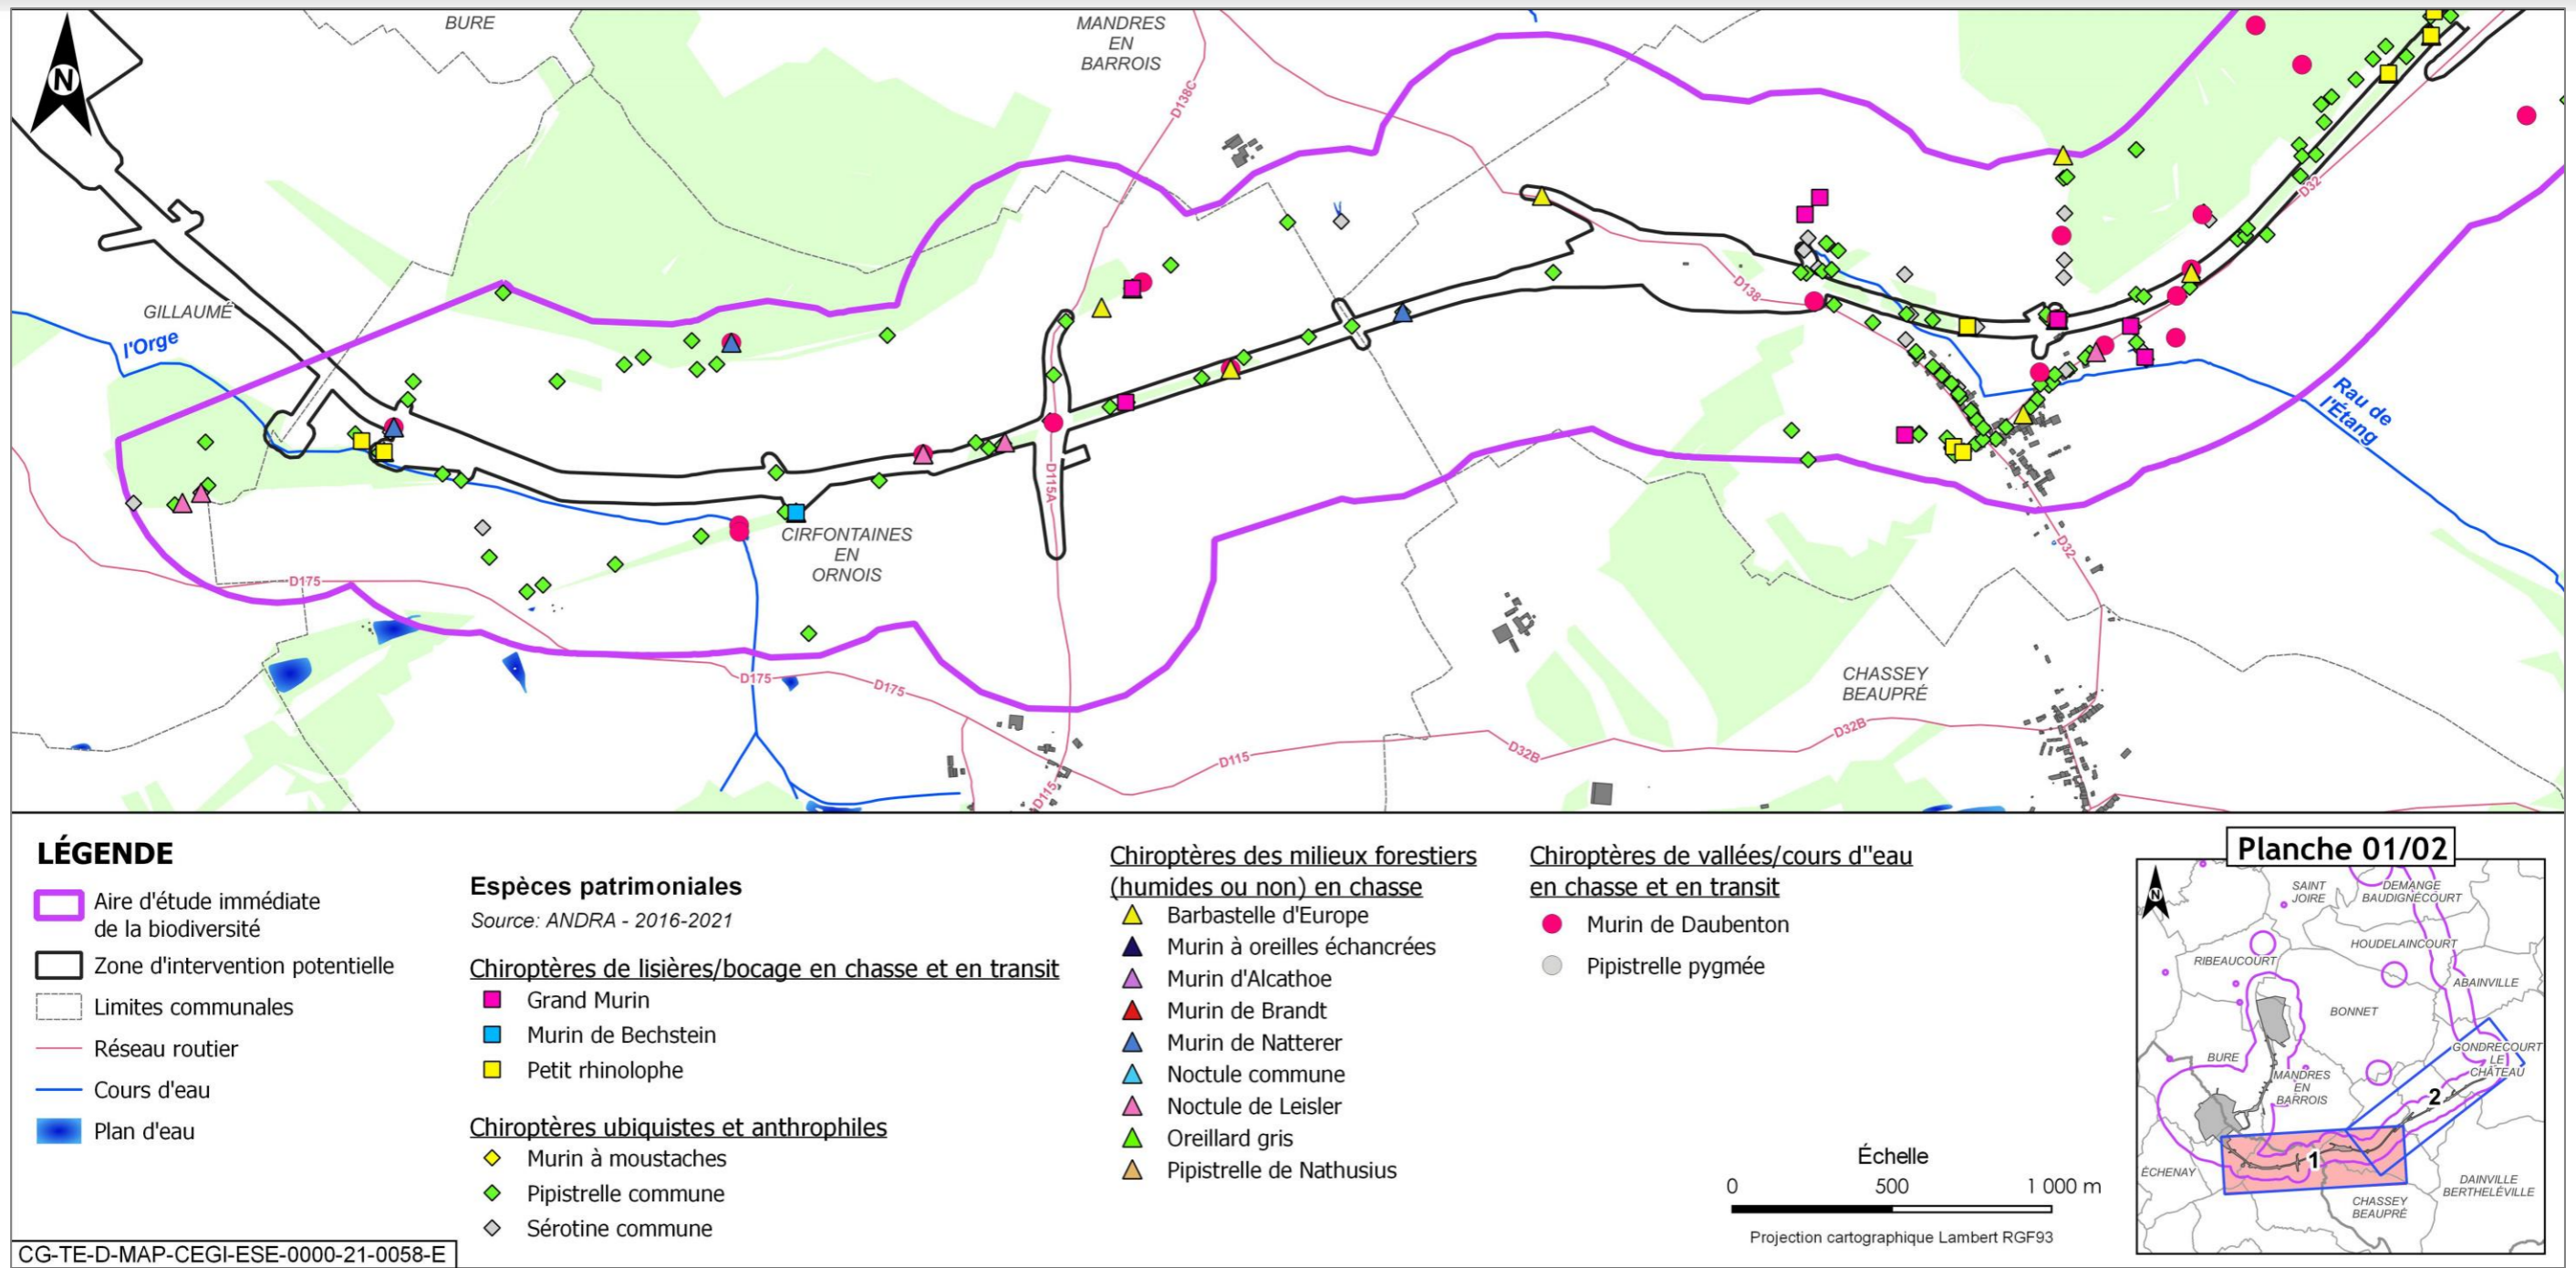 BURE
MANDRES
EN
BARROIS
N
D138C
D32
GILLAUMÉ
l'Orge
D138
Rau de
l'Étang
D115A
CIRFONTAINES
EN
ORNOIS
D175
D32
D175
D175
CHASSEY
BEAUPRÉ
D115
D32B
D32B
D115
LÉGENDE
Aire d'étude immédiate
de la biodiversité
Zone d'intervention potentielle
Limites communales
Réseau routier
Cours d'eau
Plan d'eau
Espèces patrimoniales
Source: ANDRA - 2016-2021
Chiroptères de lisières/bocage en chasse et en transit
Grand Murin
Murin de Bechstein
Petit rhinolophe
Chiroptères ubiquistes et anthrophiles
Murin à moustaches
Pipistrelle commune
Sérotine commune
Chiroptères des milieux forestiers
(humides ou non) en chasse
Barbastelle d'Europe
Murin à oreilles échancrées
Murin d'Alcathoe
Murin de Brandt
Murin de Natterer
Noctule commune
Noctule de Leisler
Oreillard gris
Pipistrelle de Nathusius
Chiroptères de vallées/cours d''eau
en chasse et en transit
Murin de Daubenton
Pipistrelle pygmée
Échelle
0 500 1 000 m
Projection cartographique Lambert RGF93
Planche 01/02
N
SAINT
JOIRE
DEMANGE
BAUDIGNÉCOURT
HOUDELAINCOURT
RIBEAUCOURT
ABAINVILLE
BONNET
GONDRECOURT
LE
CHÂTEAU
BURE
MANDRES
EN
BARROIS
2
1
ÉCHENAY
DAINVILLE
BERTHELÉVILLE
CHASSEY
BEAUPRÉ
CG-TE-D-MAP-CEGI-ESE-0000-21-0058-E